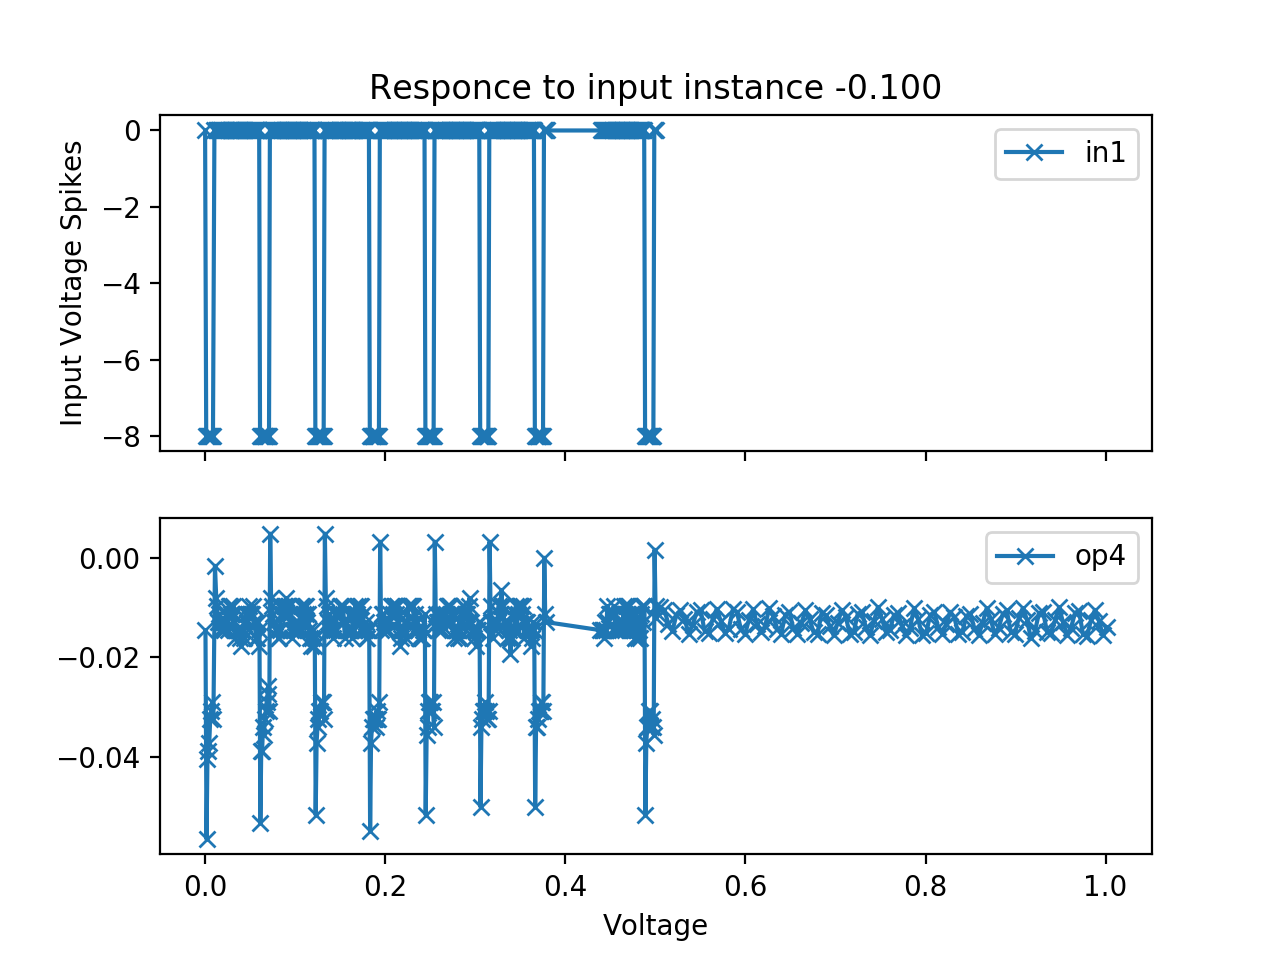 Responce to input instance -0.100
0
−2
−4
−6
−8
Input Voltage Spikes
in1
0.00
−0.02
−0.04
op4
0.0 0.2 0.4 0.6 0.8 1.0
Voltage